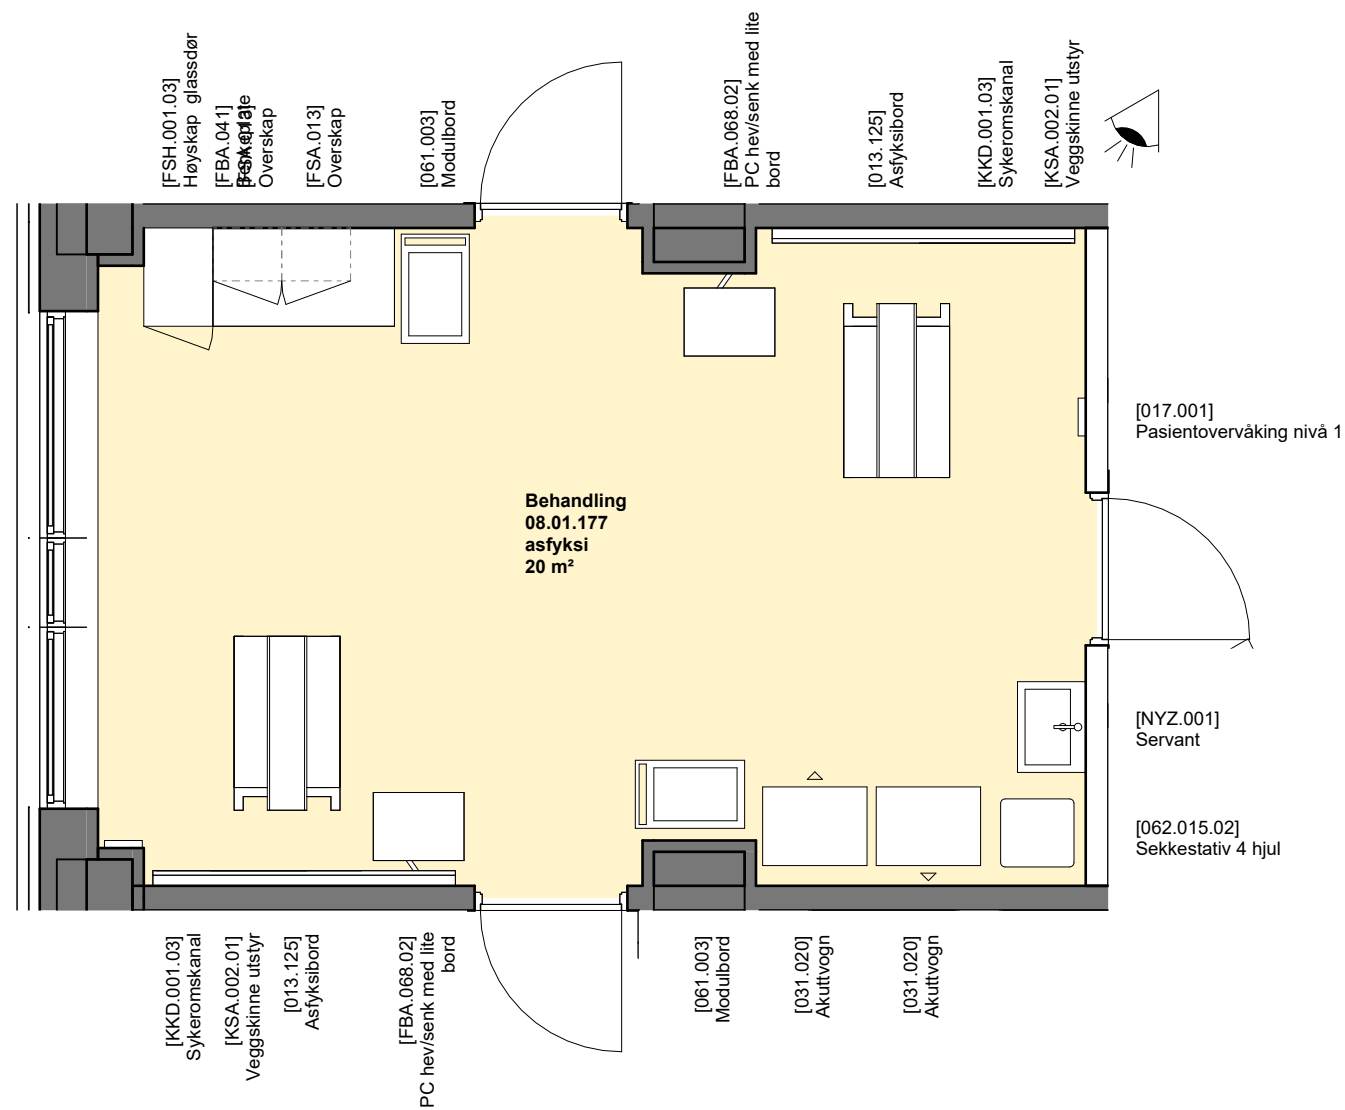 [FSH.001.03]
Høyskap  glassdør
[FBA.041]
Benkeplate
[FSA.013]
Overskap
[FSA.013]
Overskap
[061.003]
Modulbord
[FBA.068.02]
PC hev/senk med lite
bord
[013.125]
Asfyksibord
[KKD.001.03]
Sykeromskanal
[KSA.002.01]
Veggskinne utstyr
[017.001]
Pasientovervåking nivå 1
Behandling
08.01.177
asfyksi
20 m²
[NYZ.001]
Servant
[062.015.02]
Sekkestativ 4 hjul
[KKD.001.03]
Sykeromskanal
[KSA.002.01]
Veggskinne utstyr
[013.125]
Asfyksibord
[FBA.068.02]
PC hev/senk med lite
bord
[061.003]
Modulbord
[031.020]
Akuttvogn
[031.020]
Akuttvogn